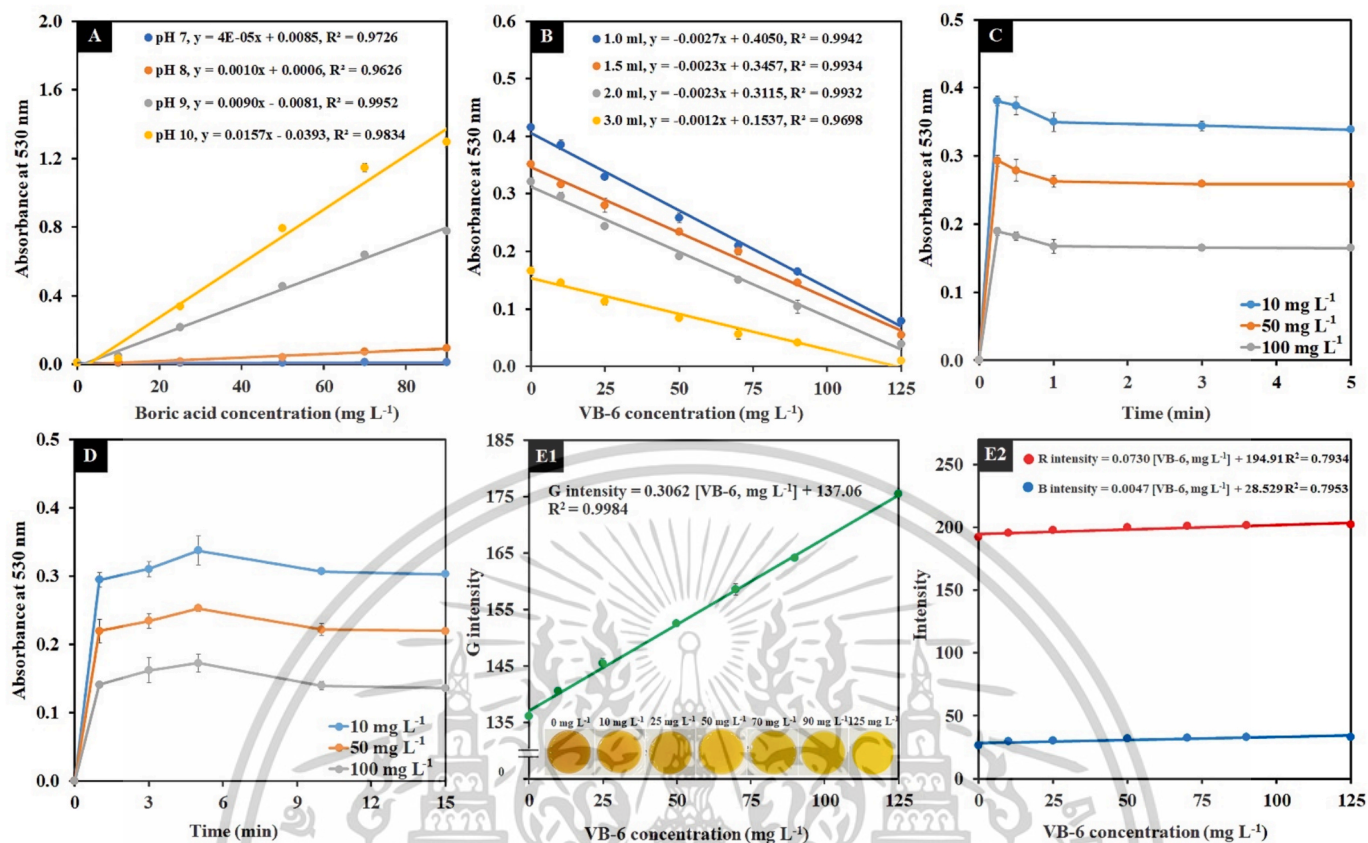 A
2.0
1.6
1.2
0.8
0.4
0.0
0 20 40 60 80
Absorbance at 530 nm
Boric acid concentration (mg L⁻¹)
pH 7, y = 4E-05x + 0.0085, R² = 0.9726
pH 8, y = 0.0010x + 0.0006, R² = 0.9626
pH 9, y = 0.0090x - 0.0081, R² = 0.9952
pH 10, y = 0.0157x - 0.0393, R² = 0.9834
B
0.6
0.5
0.4
0.3
0.2
0.1
0.0
0 25 50 75 100 125
Absorbance at 530 nm
VB-6 concentration (mg L⁻¹)
1.0 ml, y = -0.0027x + 0.4050, R² = 0.9942
1.5 ml, y = -0.0023x + 0.3457, R² = 0.9934
2.0 ml, y = -0.0023x + 0.3115, R² = 0.9932
3.0 ml, y = -0.0012x + 0.1537, R² = 0.9698
C
0.5
0.4
0.3
0.2
0.1
0.0
0 1 2 3 4 5
Absorbance at 530 nm
Time (min)
10 mg L⁻¹
50 mg L⁻¹
100 mg L⁻¹
D
0.5
0.4
0.3
0.2
0.1
0.0
0 3 6 9 12 15
Absorbance at 530 nm
Time (min)
10 mg L⁻¹
50 mg L⁻¹
100 mg L⁻¹
E1
185
175
165
155
145
135
0
0 25 50 75 100 125
G intensity
VB-6 concentration (mg L⁻¹)
G intensity = 0.3062 [VB-6, mg L⁻¹] + 137.06
R² = 0.9984
0 mg L⁻¹ 10 mg L⁻¹ 25 mg L⁻¹ 50 mg L⁻¹ 70 mg L⁻¹ 90 mg L⁻¹ 125 mg L⁻¹
E2
250
200
150
100
50
0
0 25 50 75 100 125
Intensity
VB-6 concentration (mg L⁻¹)
R intensity = 0.0730 [VB-6, mg L⁻¹] + 194.91 R² = 0.7934
B intensity = 0.0047 [VB-6, mg L⁻¹] + 28.529 R² = 0.7953